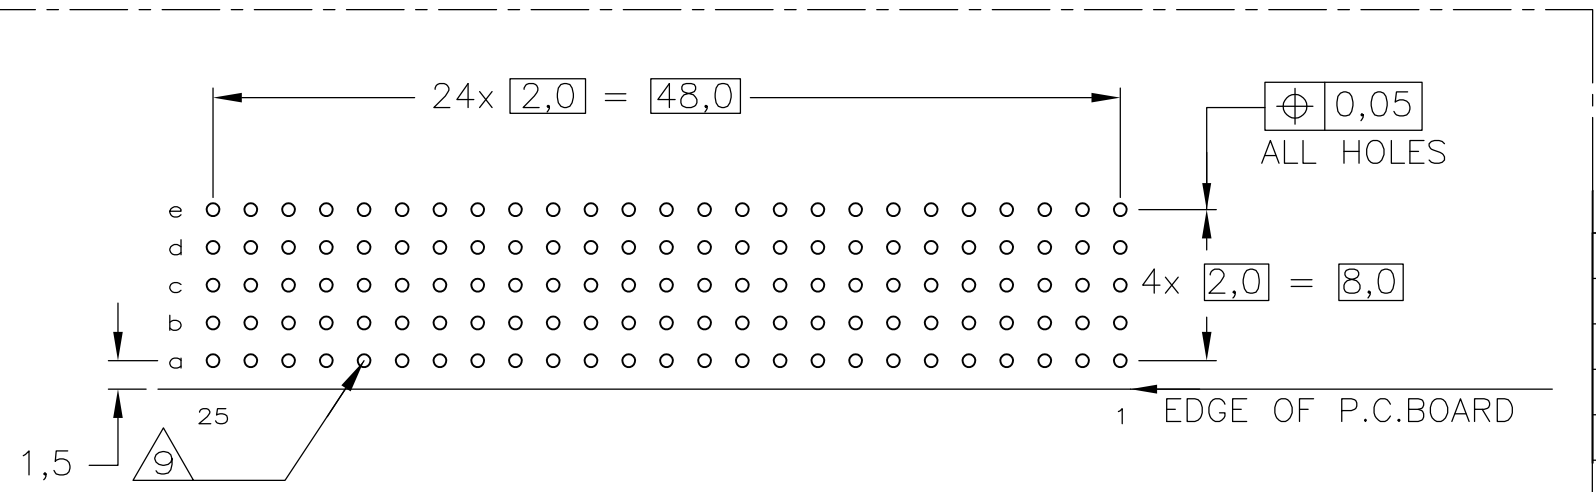 24x 2,0 = 48,0
⌖ 0,05
ALL HOLES
e
d
c
4x 2,0 = 8,0
b
a
25
1
EDGE OF P.C.BOARD
1,5
9